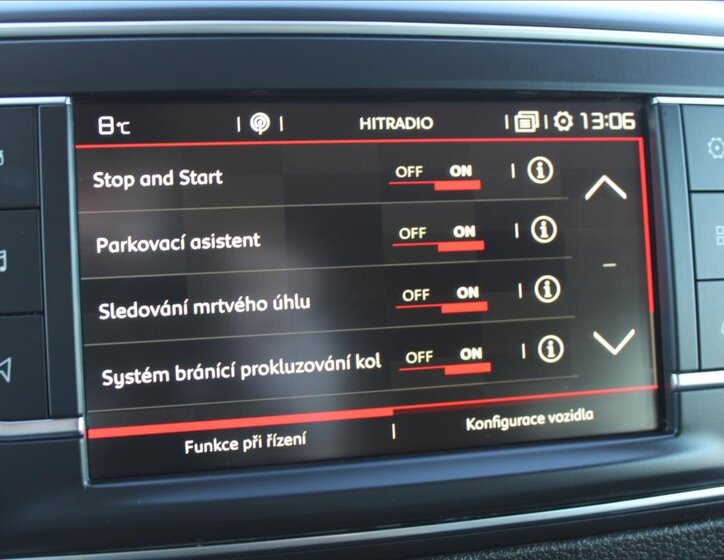 8°C HITRADIO 13:06
Stop and Start OFF ON
Parkovací asistent OFF ON
Sledování mrtvého úhlu OFF ON
Systém bránící prokluzování kol OFF ON
Funkce při řízení Konfigurace vozidla